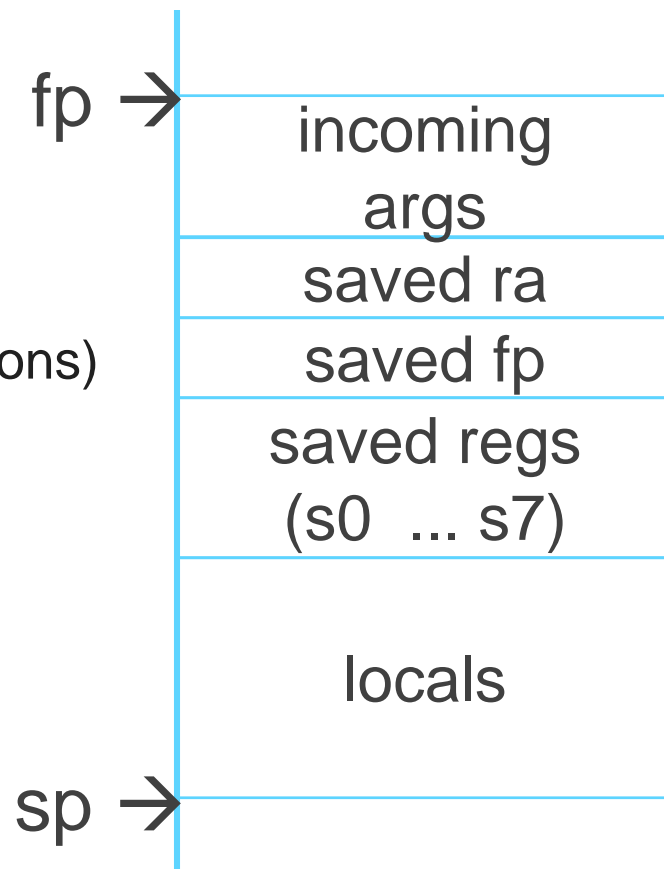 fp →
incoming
args
saved ra
ons)
saved fp
saved regs
(s0 ... s7)
locals
sp →